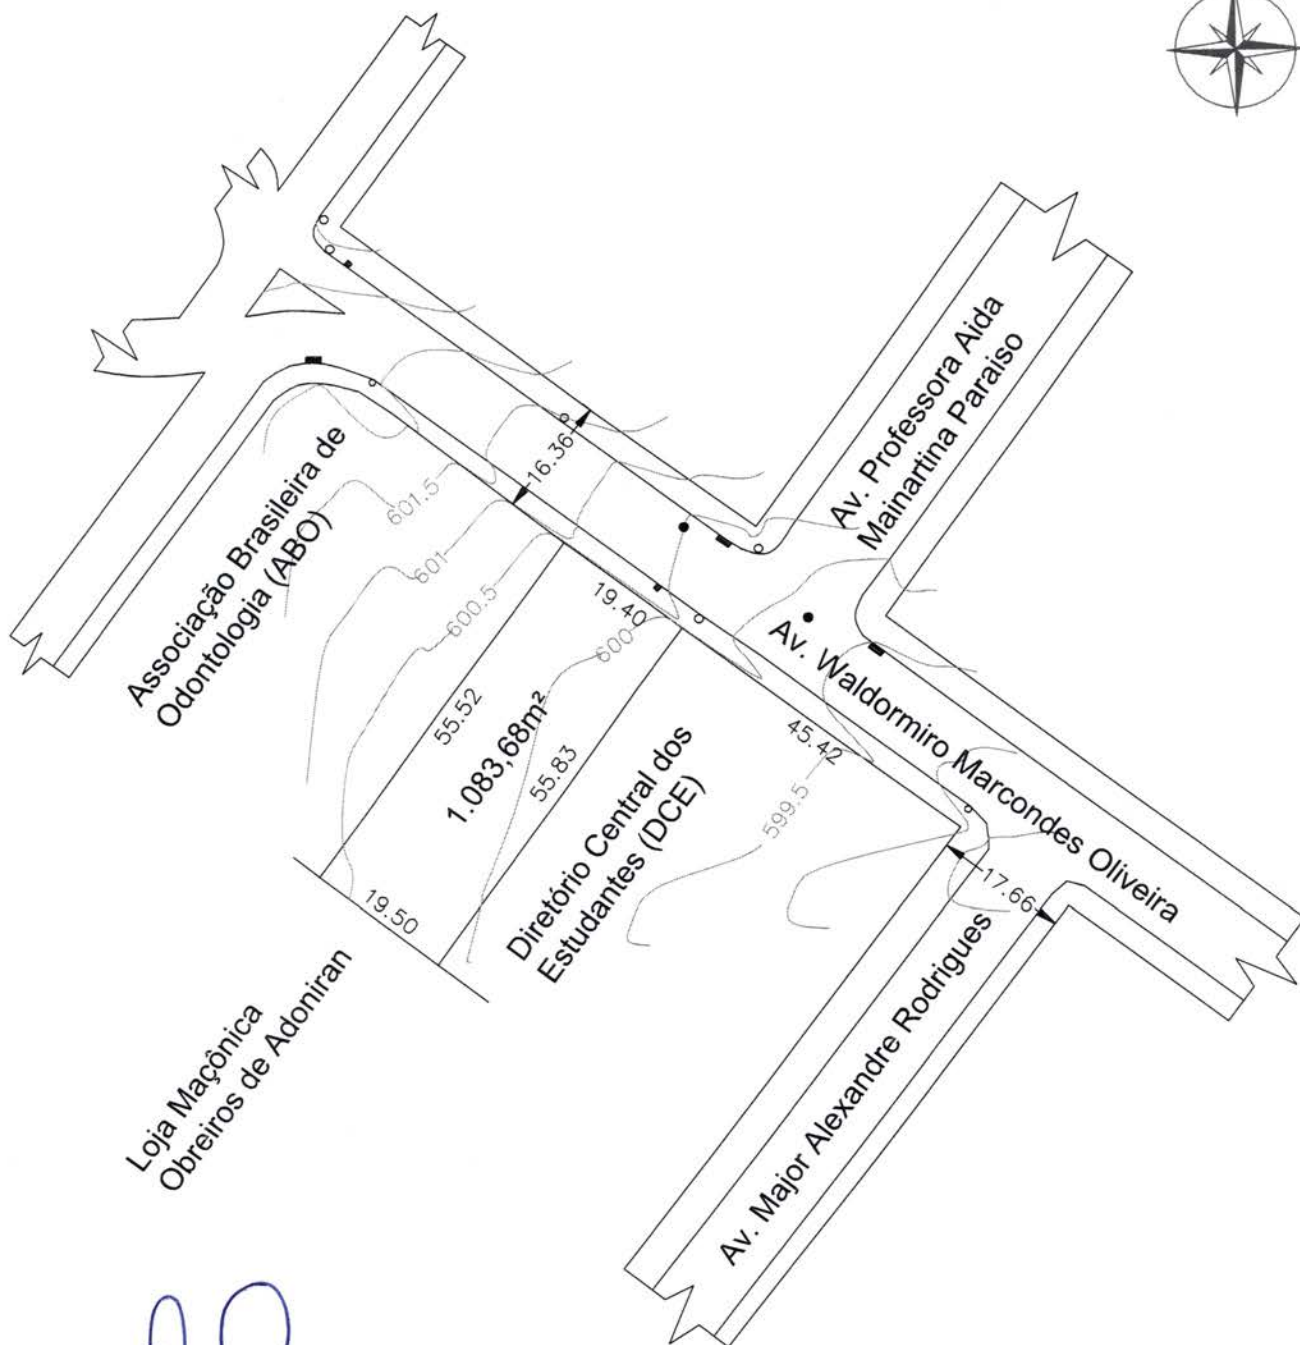 Av. Professora Aida
Mainartina Paraiso
Associação Brasileira de
Odontologia (ABO)
601.5
601
600.5
600
599.5
16.36
19.40
55.52
1.083,68m²
55.83
45.42
19.50
17.66
Av. Waldormiro Marcondes Oliveira
Diretório Central dos
Estudantes (DCE)
Loja Maçônica
Obreiros de Adoniran
Av. Major Alexandre Rodrigues